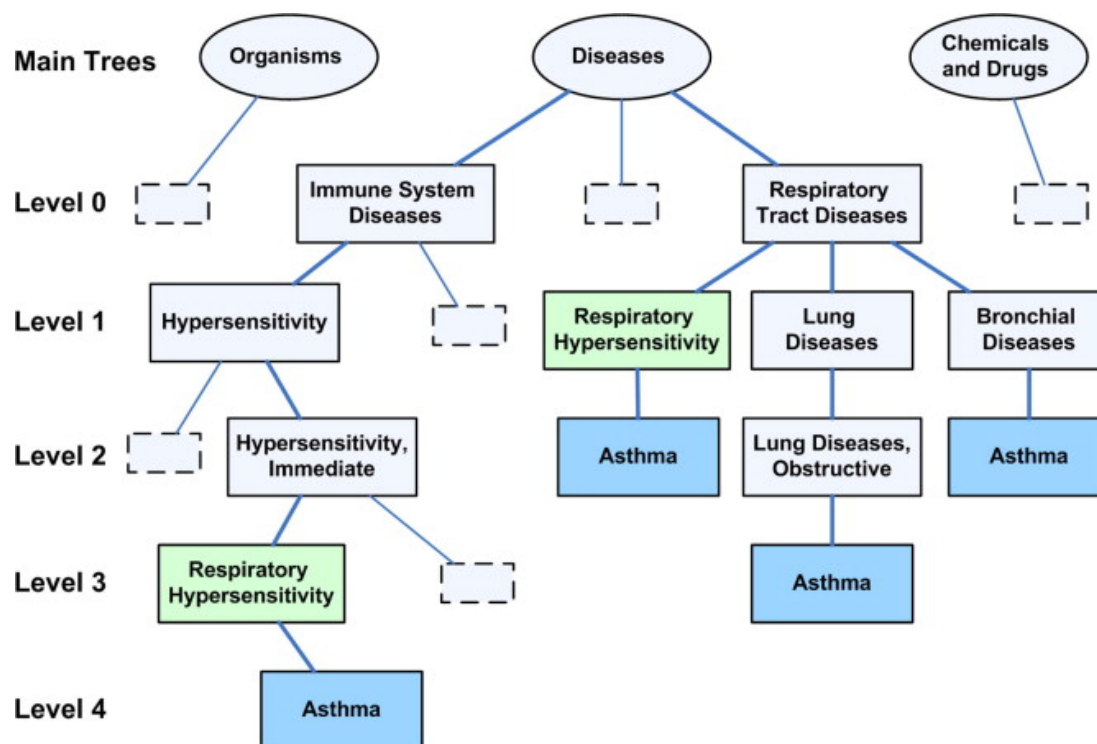 Main Trees
Organisms
Diseases
Chemicals
and Drugs
Level 0
Immune System
Diseases
Respiratory
Tract Diseases
Level 1
Hypersensitivity
Respiratory
Hypersensitivity
Lung
Diseases
Bronchial
Diseases
Level 2
Hypersensitivity,
Immediate
Asthma
Lung Diseases,
Obstructive
Asthma
Level 3
Respiratory
Hypersensitivity
Asthma
Level 4
Asthma